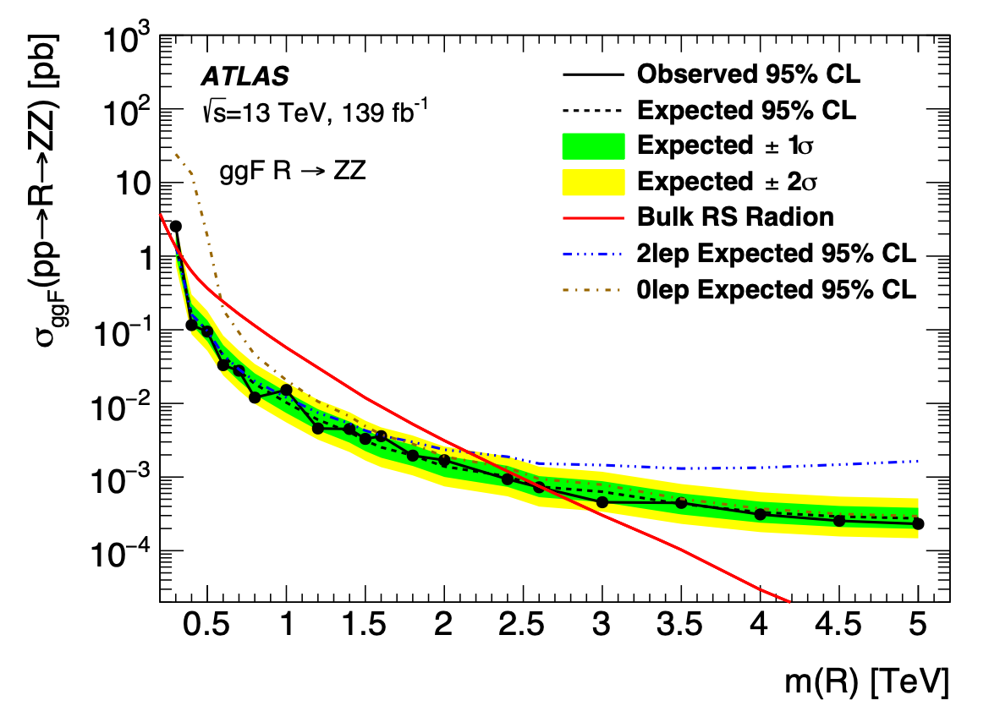 σggF(pp→R→ZZ) [pb]
10³
10²
10
1
10⁻¹
10⁻²
10⁻³
10⁻⁴
ATLAS
√s=13 TeV, 139 fb⁻¹
ggF R → ZZ
Observed 95% CL
Expected 95% CL
Expected ± 1σ
Expected ± 2σ
Bulk RS Radion
2lep Expected 95% CL
0lep Expected 95% CL
0.5 1 1.5 2 2.5 3 3.5 4 4.5 5
m(R) [TeV]